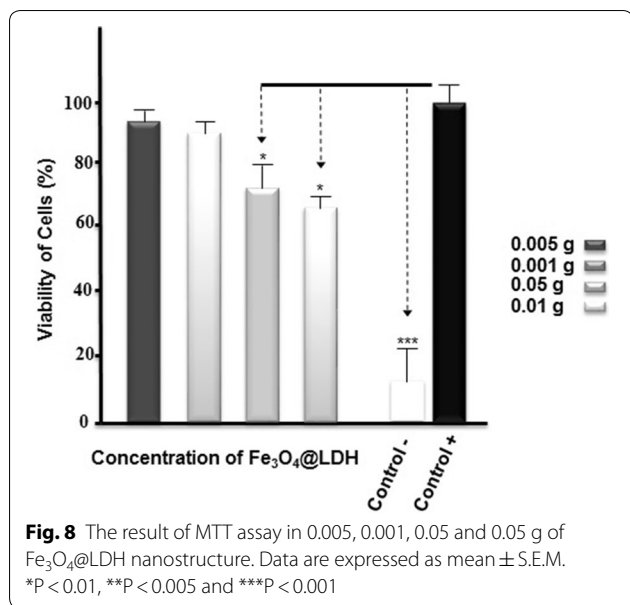 Viability of Cells (%)
100
80
60
40
20
0
*
*
***
Concentration of Fe₃O₄@LDH
Control -
Control +
0.005 g
0.001 g
0.05 g
0.01 g
Fig. 8 The result of MTT assay in 0.005, 0.001, 0.05 and 0.05 g of
Fe₃O₄@LDH nanostructure. Data are expressed as mean ± S.E.M.
*P < 0.01, **P < 0.005 and ***P < 0.001